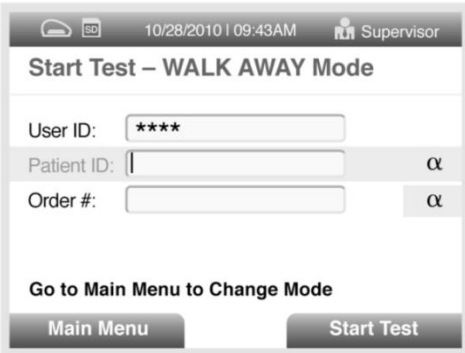 SD 10/28/2010 | 09:43AM Supervisor
Start Test – WALK AWAY Mode
User ID: ****
Patient ID: α
Order #: α
Go to Main Menu to Change Mode
Main Menu Start Test